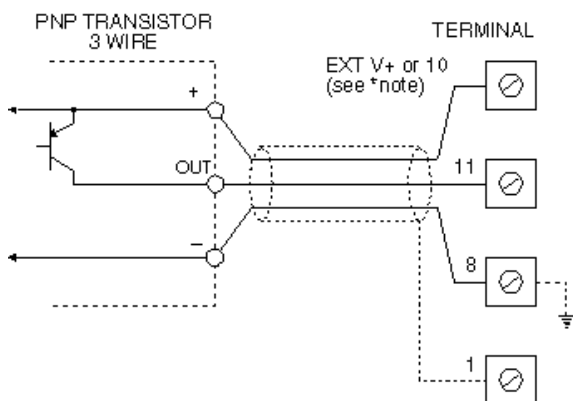 PNP TRANSISTOR
3 WIRE
TERMINAL
EXT V+ or 10
(see *note)
+
OUT
11
−
8
1